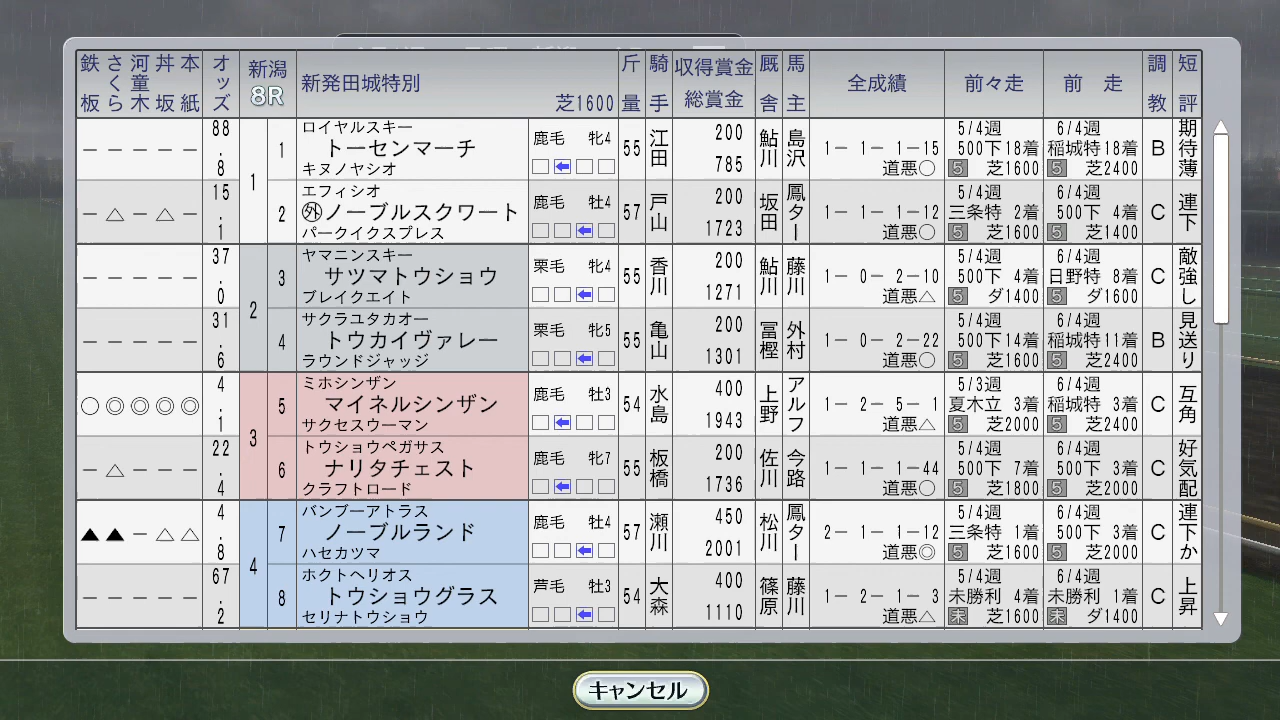 鉄板 さくら 河童木 丼坂 本紙 オッズ 新潟 8R 新発田城特別 芝1600 斤量 騎手 収得賞金 総賞金 厩舎 馬主 全成績 前々走 前 走 調教 短評
－ － － － － 88.8 1 1 ロイヤルスキー トーセンマーチ キヌノヤシオ 鹿毛 牝4 55 江田 200 785 鮎川 島沢 1－ 1－ 1－15 道悪○ 5/4週 500下18着 5 芝1600 6/4週 稲城特18着 5 芝2400 B 期待薄
－ △ － △ － 15.1 2 エフィシオ 外ノーブルスクワート パークイクスプレス 鹿毛 牡4 57 戸山 200 1723 坂田 鳳ター 1－ 1－ 1－12 道悪○ 5/4週 三条特 2着 5 芝1600 6/4週 500下 4着 5 芝1400 C 連下
－ － － － － 37.0 2 3 ヤマニンスキー サツマトウショウ ブレイクエイト 栗毛 牝4 55 香川 200 1271 鮎川 藤川 1－ 0－ 2－10 道悪△ 5/4週 500下 4着 5 ダ1400 6/4週 日野特 8着 5 ダ1600 C 敵強し
－ － － － － 31.6 4 サクラユタカオー トウカイヴァレー ラウンドジャッジ 栗毛 牝5 55 亀山 200 1301 冨樫 外村 1－ 0－ 2－22 道悪○ 5/4週 500下14着 5 芝1600 6/4週 稲城特11着 5 芝2400 B 見送り
○ ◎ ◎ ◎ ◎ 4.1 3 5 ミホシンザン マイネルシンザン サクセスウーマン 鹿毛 牡3 54 水島 400 1943 上野 アルフ 1－ 2－ 5－ 1 道悪△ 5/3週 夏木立 3着 5 芝2000 6/4週 稲城特 3着 5 芝2400 C 互角
－ △ － － － 22.4 6 トウショウペガサス ナリタチェスト クラフトロード 鹿毛 牝7 55 板橋 200 1736 佐川 今路 1－ 1－ 1－44 道悪○ 5/4週 500下 7着 5 芝1800 6/4週 500下 3着 5 芝2000 C 好気配
▲ ▲ － △ △ 4.8 4 7 バンブーアトラス ノーブルランド ハセカツマ 鹿毛 牡4 57 瀬川 450 2001 松川 鳳ター 2－ 1－ 1－12 道悪◎ 5/4週 三条特 1着 5 芝1600 6/4週 500下 3着 5 芝2000 C 連下か
－ － － － － 67.2 8 ホクトヘリオス トウショウグラス セリナトウショウ 芦毛 牡3 54 大森 400 1110 篠原 藤川 1－ 2－ 1－ 3 道悪△ 5/4週 未勝利 4着 未 芝1600 6/4週 未勝利 1着 未 ダ1400 C 上昇
キャンセル